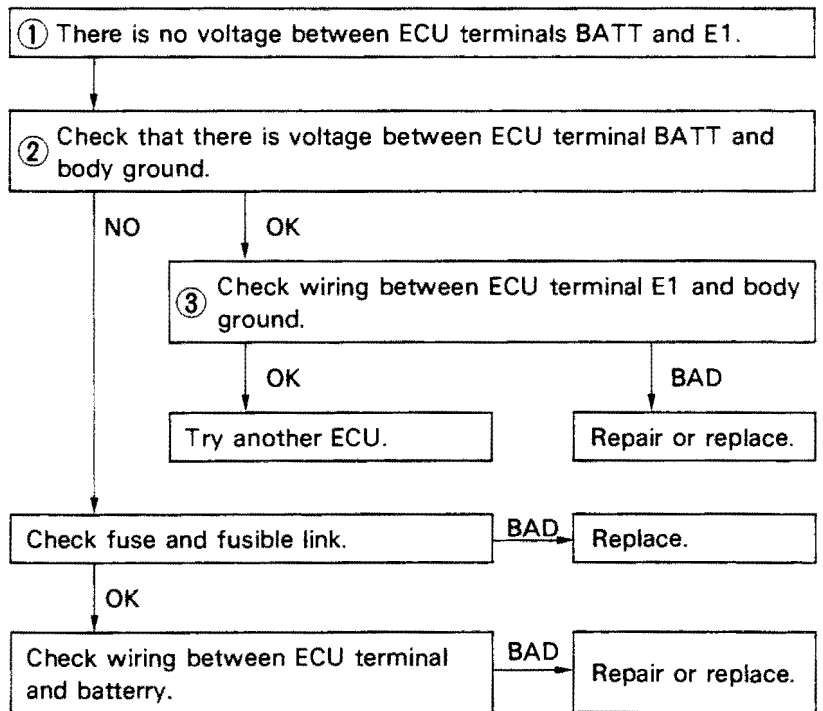 ① There is no voltage between ECU terminals BATT and E1.
② Check that there is voltage between ECU terminal BATT and
body ground.
NO
OK
③ Check wiring between ECU terminal E1 and body
ground.
OK
BAD
Try another ECU.
Repair or replace.
Check fuse and fusible link.
BAD
Replace.
OK
Check wiring between ECU terminal
and batterry.
BAD
Repair or replace.